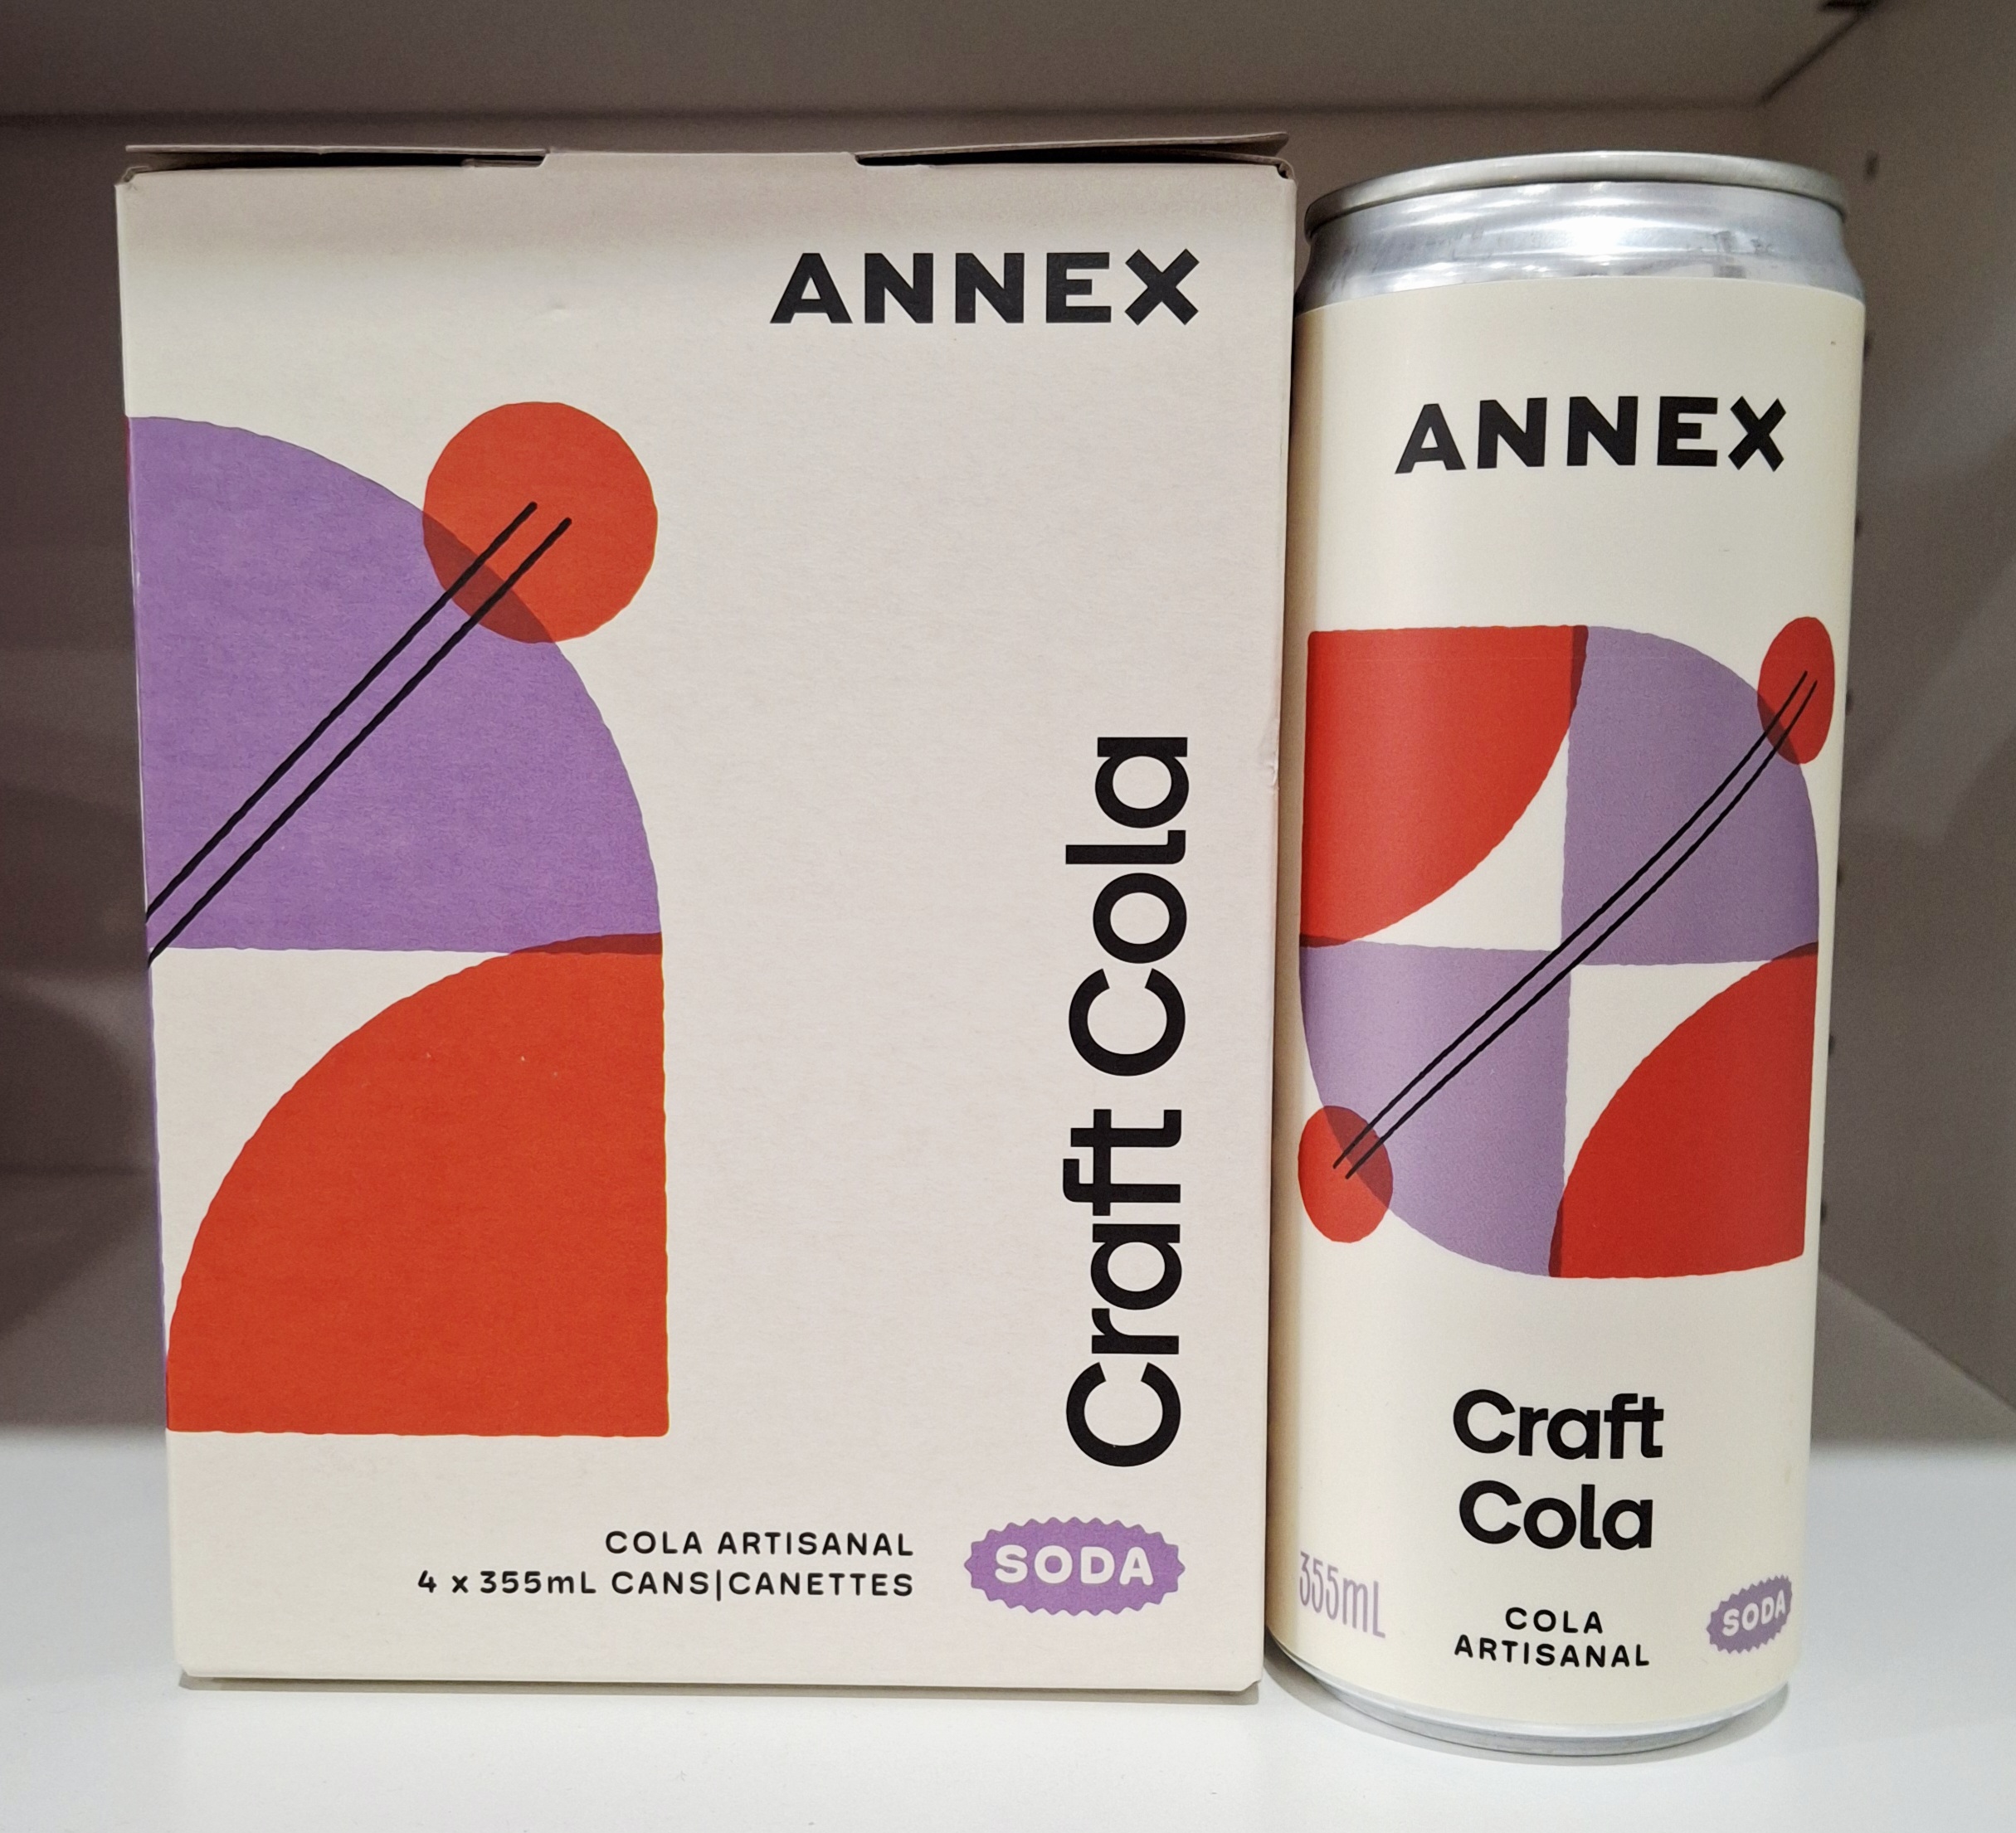 ANNEX
Craft Cola
COLA ARTISANAL
4 x 355mL CANS|CANETTES
SODA
ANNEX
Craft
Cola
355mL
COLA
ARTISANAL
SODA